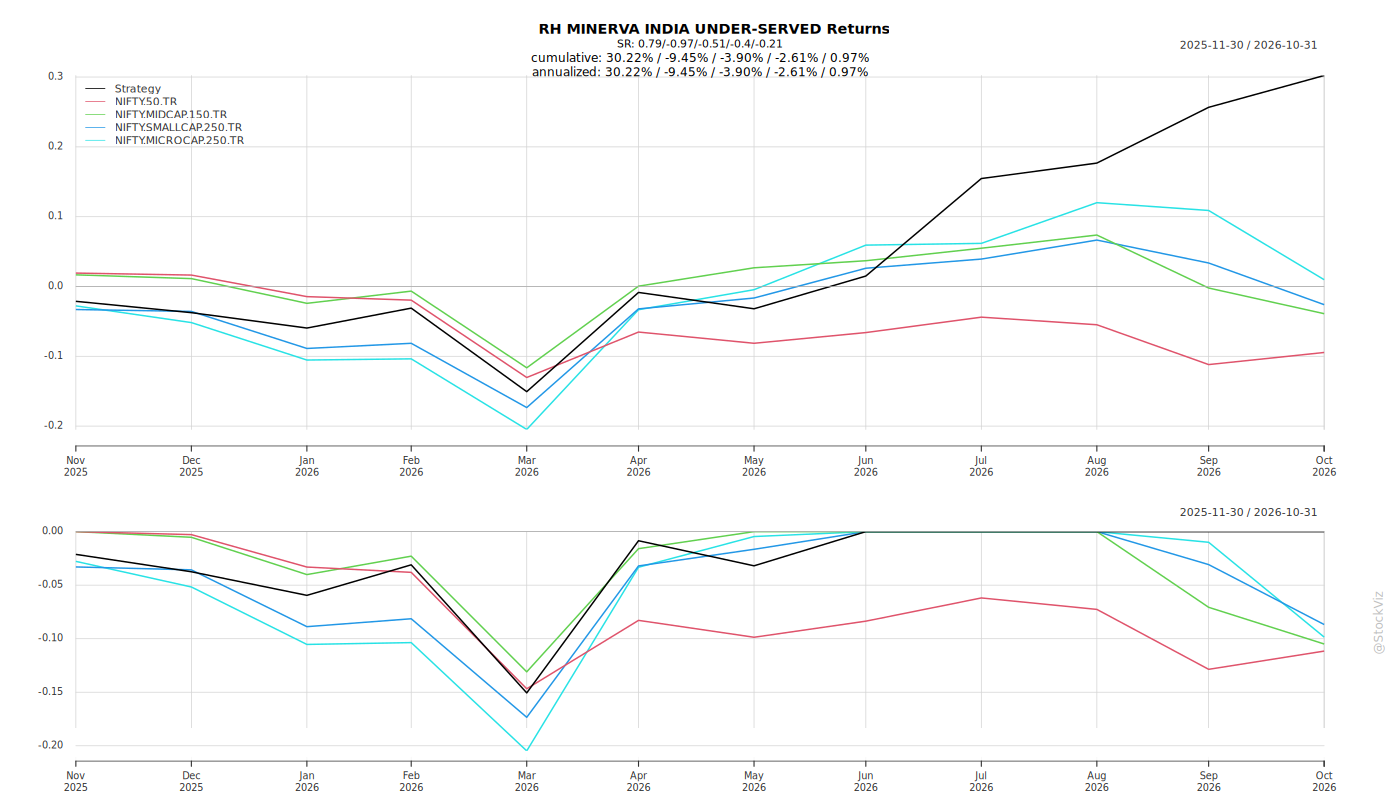 RH MINERVA INDIA UNDER-SERVED Returns
SR: 0.79/-0.97/-0.51/-0.4/-0.21
2025-11-30 / 2026-10-31
cumulative: 30.22% / -9.45% / -3.90% / -2.61% / 0.97%
annualized: 30.22% / -9.45% / -3.90% / -2.61% / 0.97%
Strategy
NIFTY.50.TR
NIFTY.MIDCAP.150.TR
NIFTY.SMALLCAP.250.TR
NIFTY.MICROCAP.250.TR
0.3
0.2
0.1
0.0
-0.1
-0.2
Nov Dec Jan Feb Mar Apr May Jun Jul Aug Sep Oct
2025 2025 2026 2026 2026 2026 2026 2026 2026 2026 2026 2026
2025-11-30 / 2026-10-31
0.00
-0.05
-0.10
-0.15
-0.20
Nov Dec Jan Feb Mar Apr May Jun Jul Aug Sep Oct
2025 2025 2026 2026 2026 2026 2026 2026 2026 2026 2026 2026
@StockViz